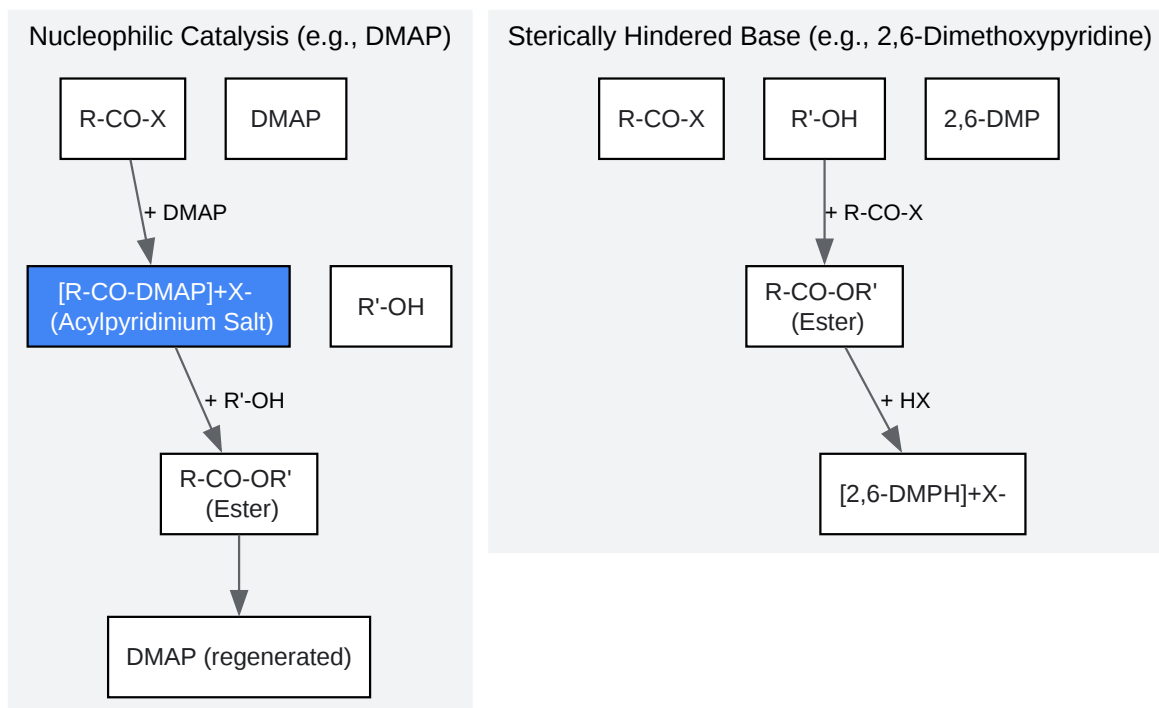 Nucleophilic Catalysis (e.g., DMAP)
R-CO-X
DMAP
+ DMAP
[R-CO-DMAP]+X-
(Acylpyridinium Salt)
R'-OH
+ R'-OH
R-CO-OR'
(Ester)
DMAP (regenerated)
Sterically Hindered Base (e.g., 2,6-Dimethoxypyridine)
R-CO-X
R'-OH
2,6-DMP
+ R-CO-X
R-CO-OR'
(Ester)
+ HX
[2,6-DMPH]+X-